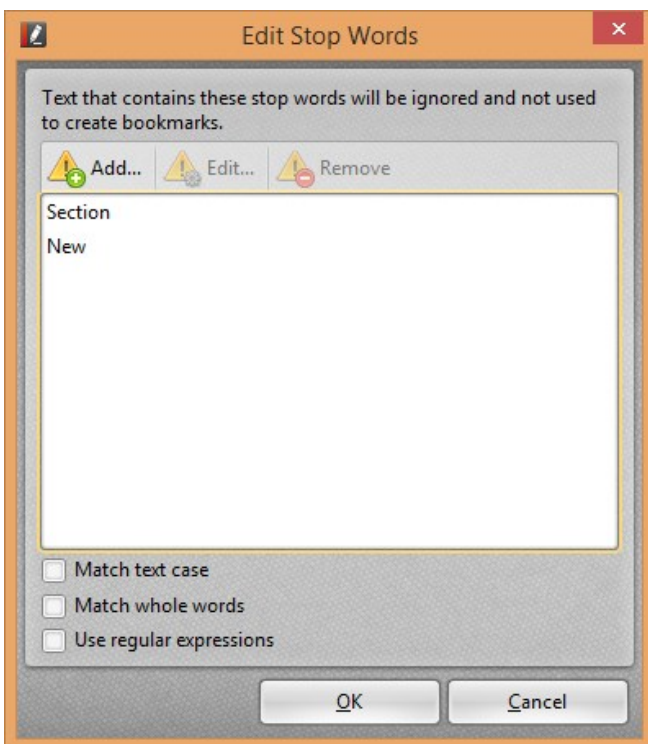 Edit Stop Words
Text that contains these stop words will be ignored and not used
to create bookmarks.
Add... Edit... Remove
Section
New
Match text case
Match whole words
Use regular expressions
OK Cancel